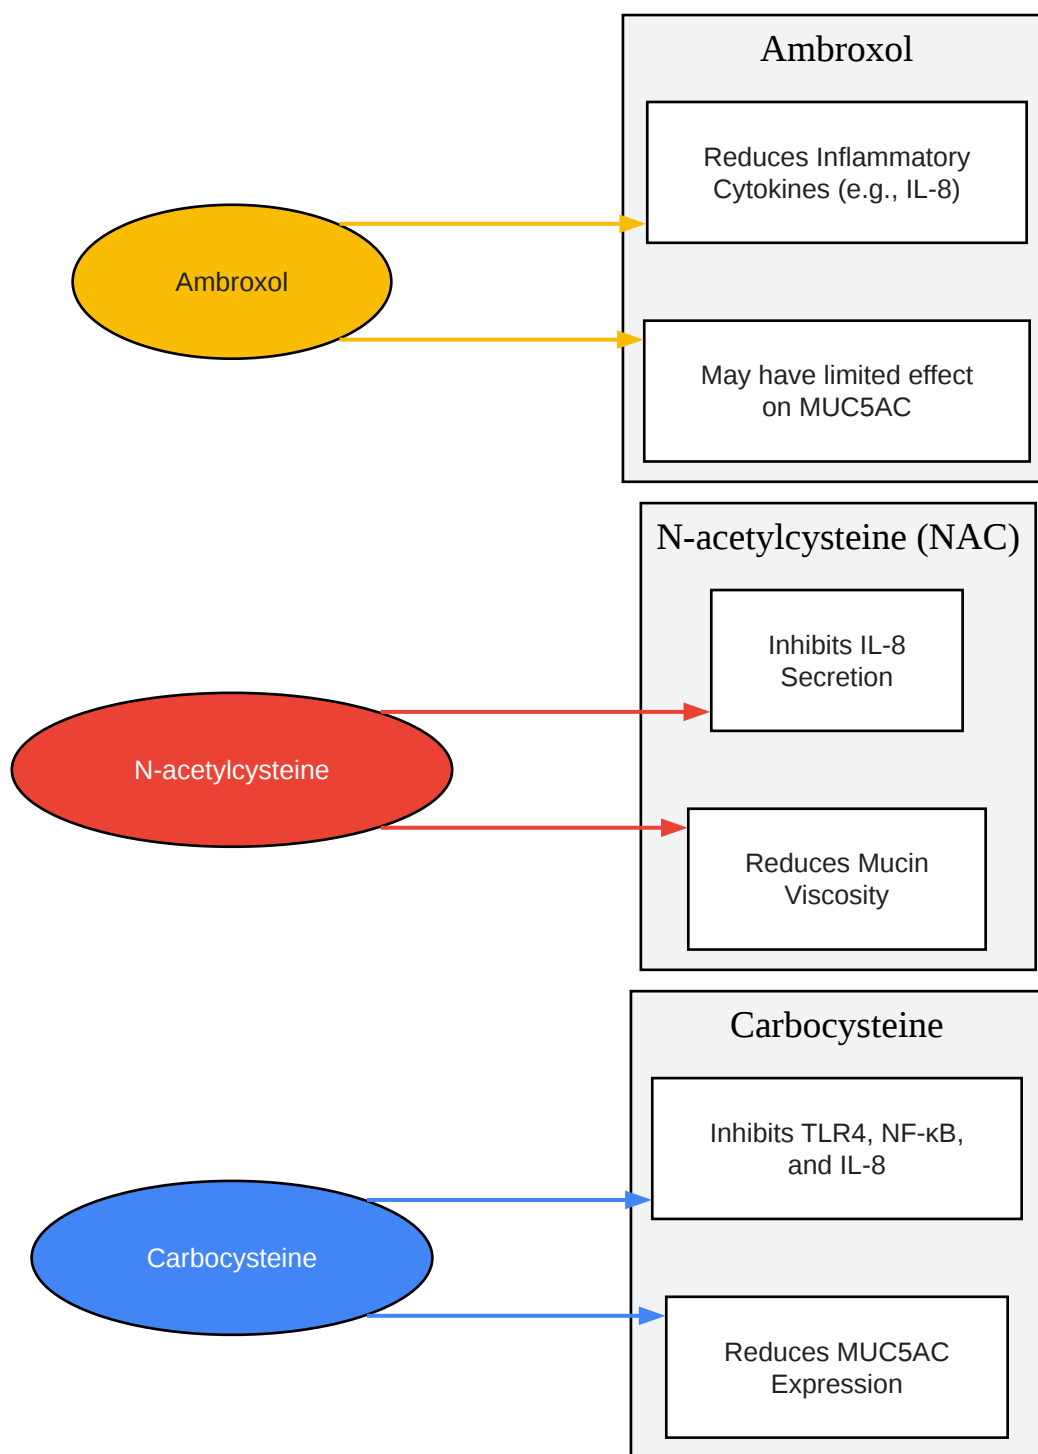 Ambroxol
Reduces Inflammatory
Cytokines (e.g., IL-8)
Ambroxol
May have limited effect
on MUC5AC
N-acetylcysteine (NAC)
Inhibits IL-8
Secretion
N-acetylcysteine
Reduces Mucin
Viscosity
Carbocysteine
Inhibits TLR4, NF-κB,
and IL-8
Carbocysteine
Reduces MUC5AC
Expression